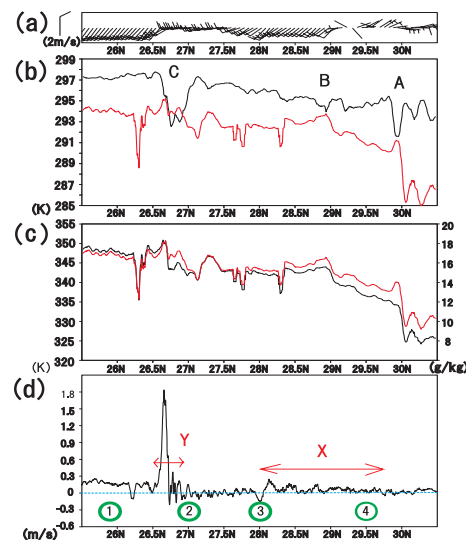 (a)
(2m/s)
26N 26.5N 27N 27.5N 28N 28.5N 29N 29.5N 30N
(b)
299
297
295
293
291
289
287
285
(K)
C B A
26N 26.5N 27N 27.5N 28N 28.5N 29N 29.5N 30N
(c)
355 20
350 18
345 16
340 14
335 12
330 10
325 8
320
(K) (g/kg)
26N 26.5N 27N 27.5N 28N 28.5N 29N 29.5N 30N
(d)
1.8
1.5
1.2
0.9
0.6
0.3
0
-0.3
-0.6
(m/s)
Y X
1 2 3 4
26N 26.5N 27N 27.5N 28N 28.5N 29N 29.5N 30N